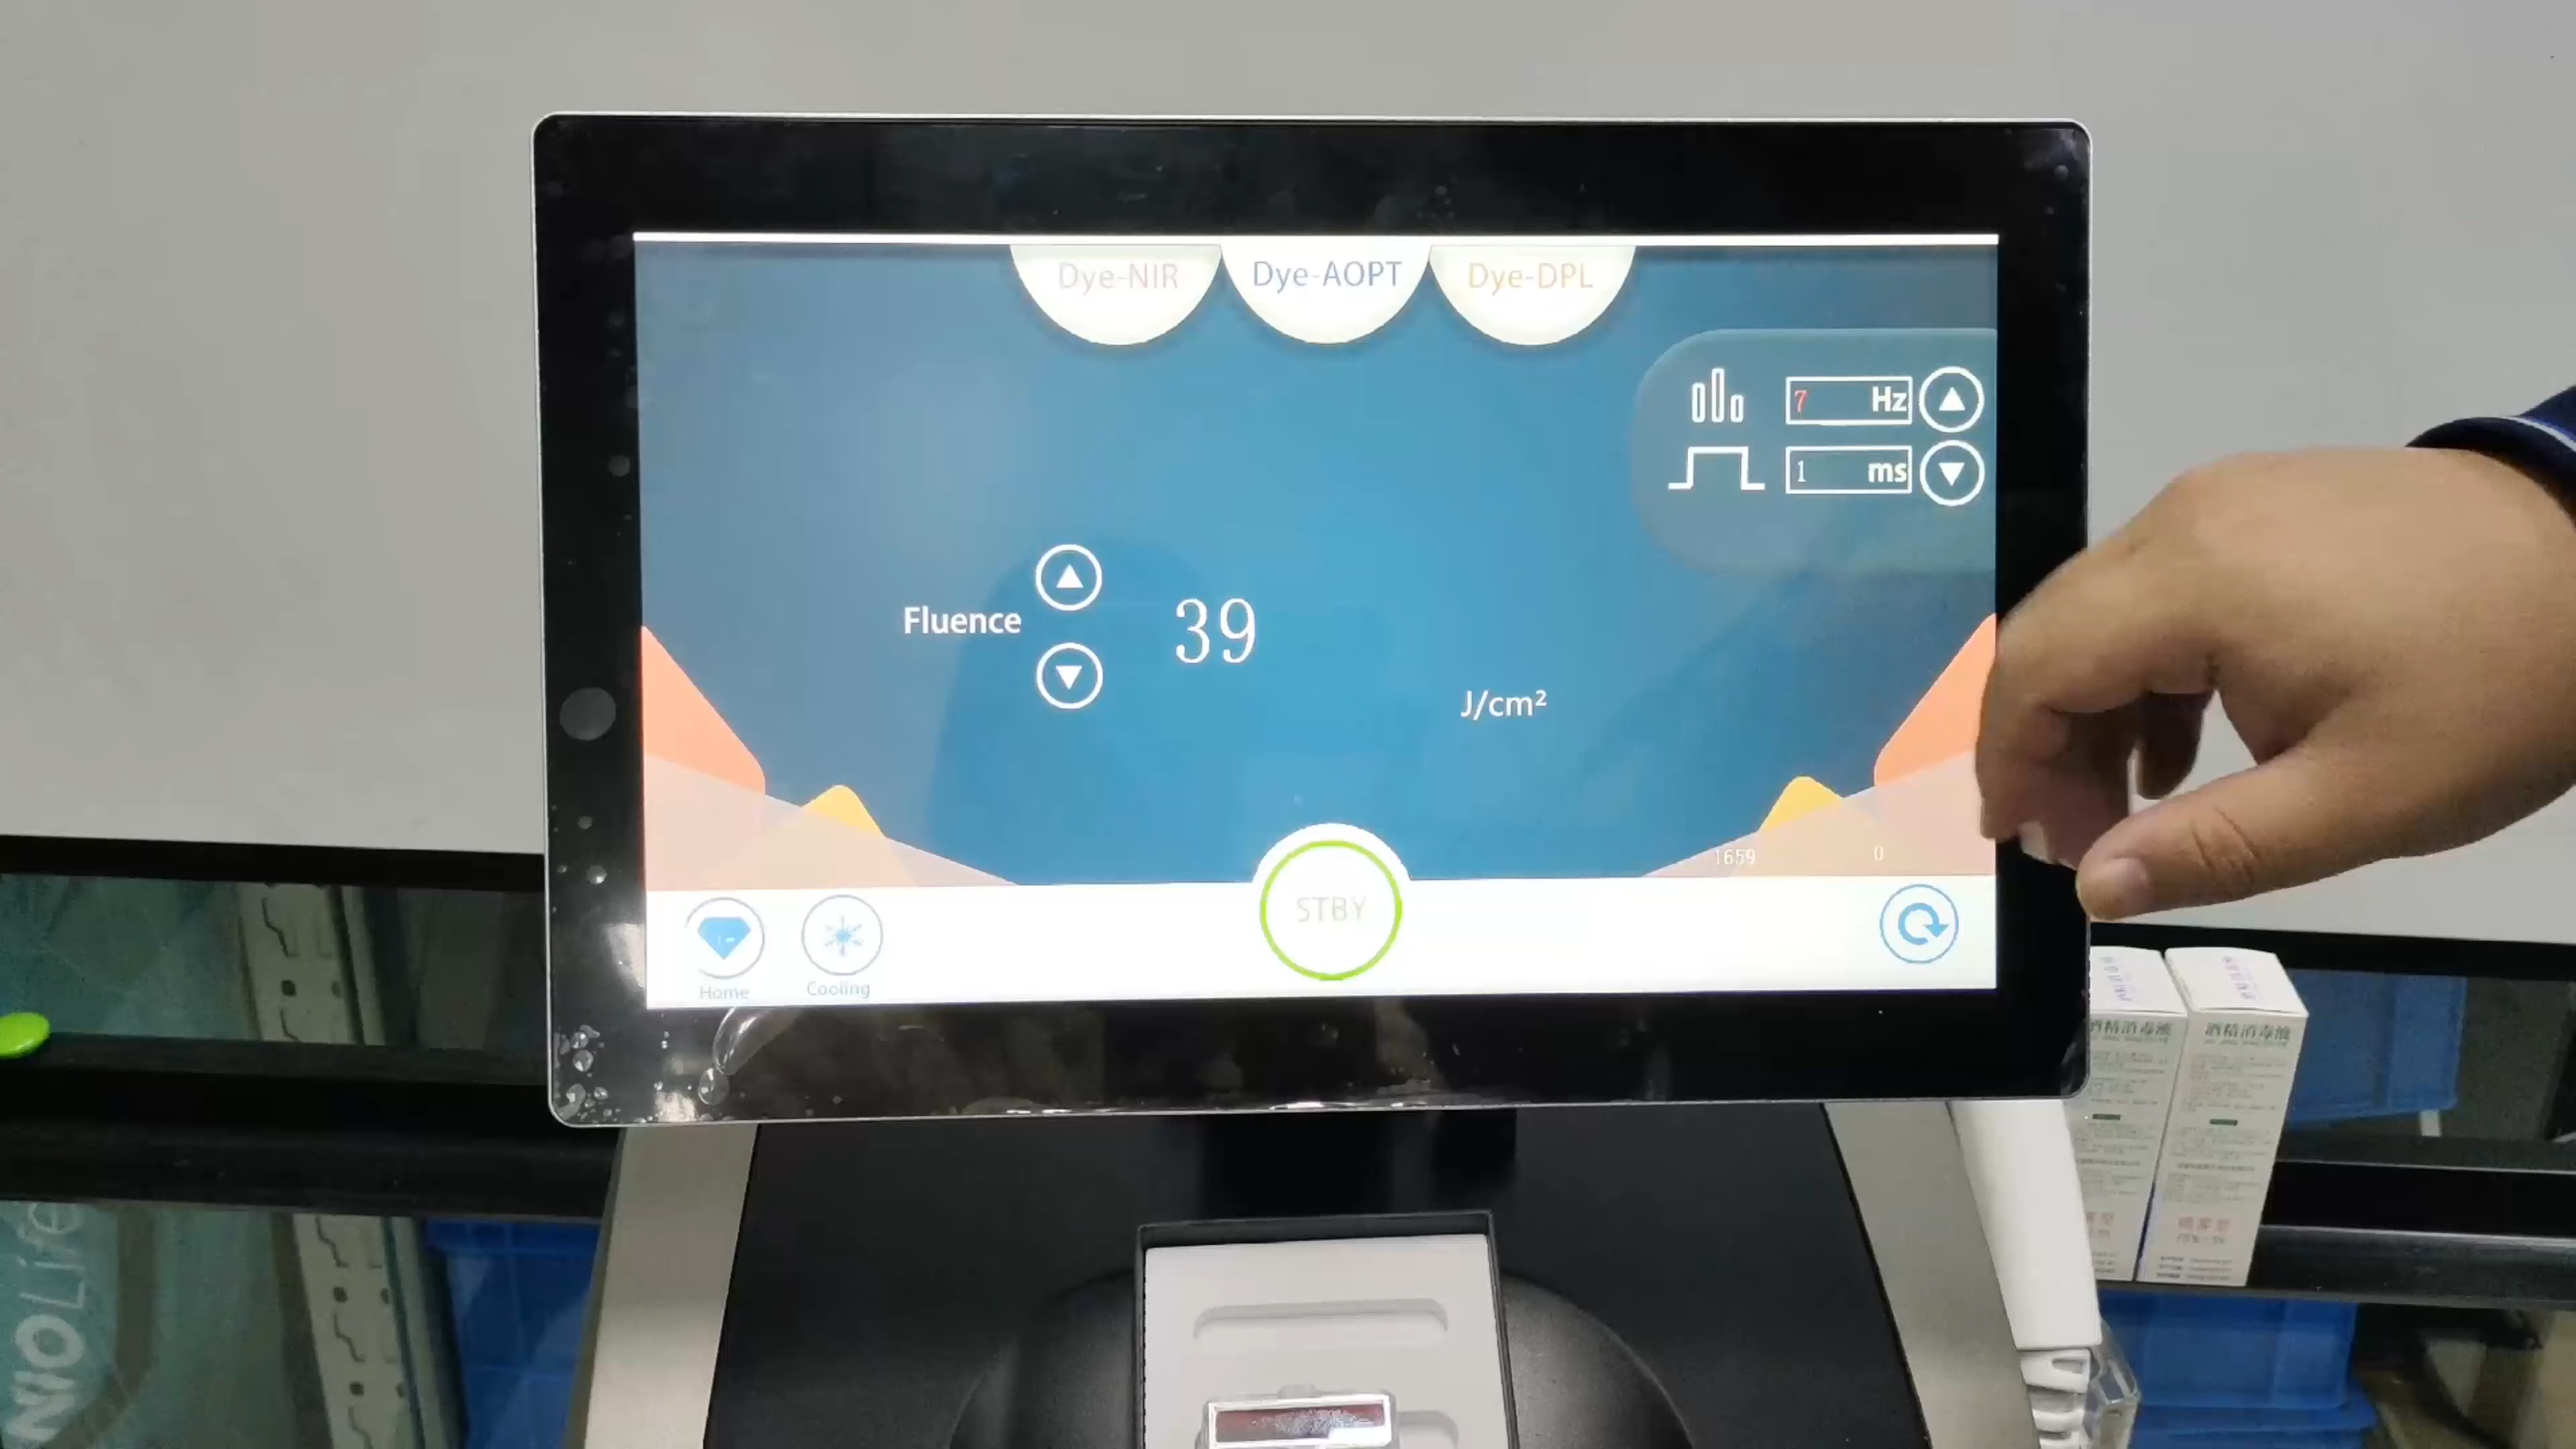 Dye-NIR
Dye-AOPT
Dye-DPL
7 Hz
1 ms
Fluence
39
J/cm²
1659
0
STBY
Home
Cooling
酒精消毒液
酒精消毒液
NIOLife